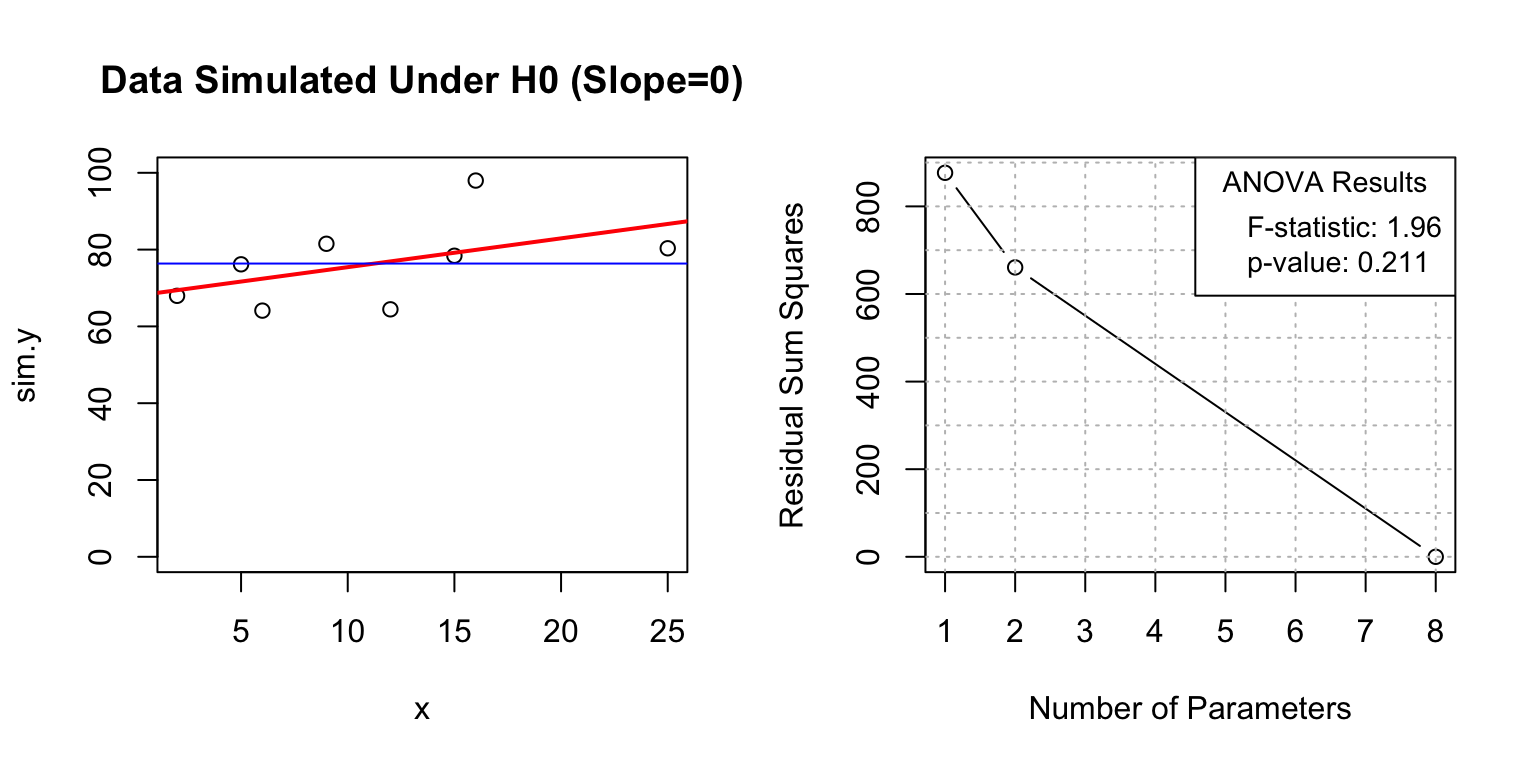 Data Simulated Under H0 (Slope=0)
sim.y
100
80
60
40
20
0
5 10 15 20 25
x
Residual Sum Squares
800
600
400
200
0
ANOVA Results
F-statistic: 1.96
p-value: 0.211
1 2 3 4 5 6 7 8
Number of Parameters